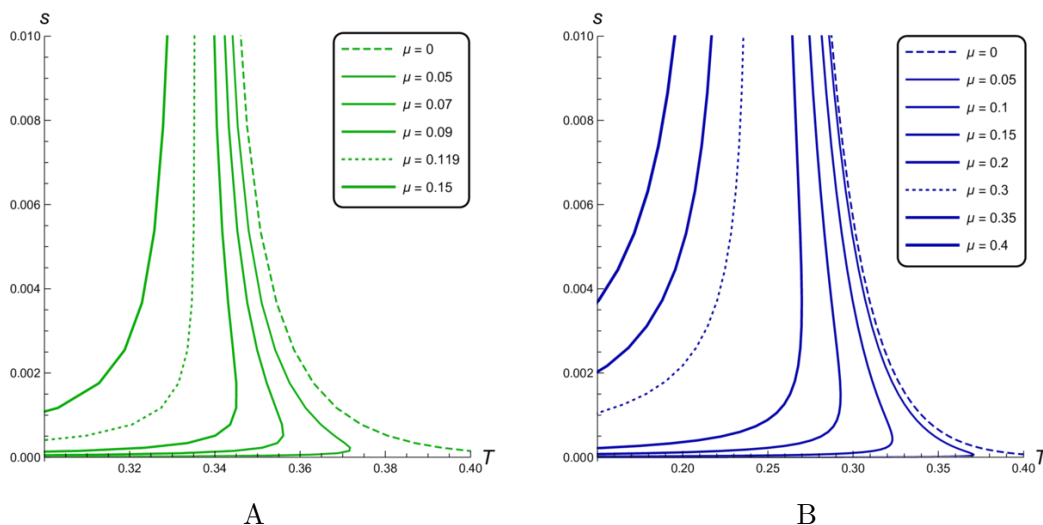 s
0.010
0.008
0.006
0.004
0.002
0.000
0.32
0.34
0.36
0.38
0.40
T
μ = 0
μ = 0.05
μ = 0.07
μ = 0.09
μ = 0.119
μ = 0.15
A
s
0.010
0.008
0.006
0.004
0.002
0.000
0.20
0.25
0.30
0.35
0.40
T
μ = 0
μ = 0.05
μ = 0.1
μ = 0.15
μ = 0.2
μ = 0.3
μ = 0.35
μ = 0.4
B